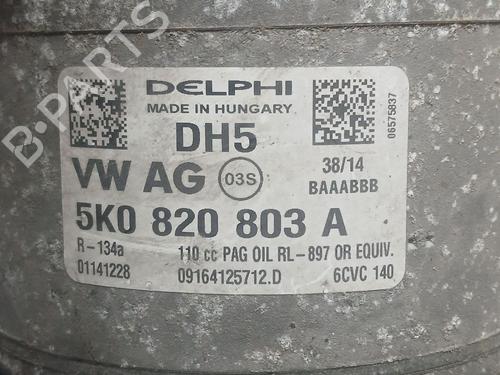 B-PARTS
DELPHI
MADE IN HUNGARY
DH5
06575837
VW AG 03S
38/14
BAAABBB
5K0 820 803 A
R-134a 110 cc PAG OIL RL-897 OR EQUIV.
01141228 09164125712.D 6CVC 140